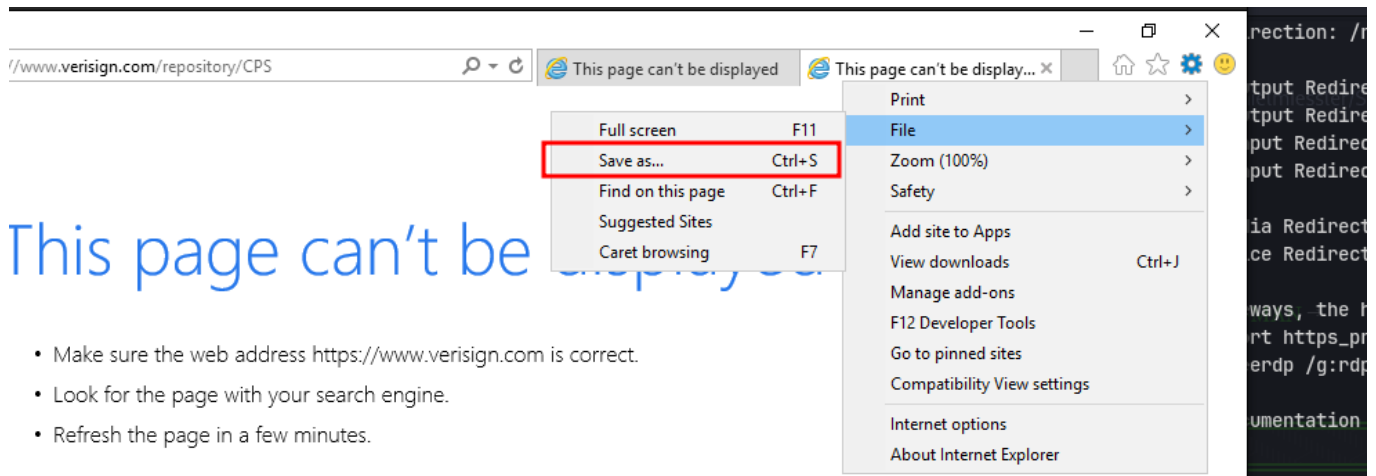 //www.verisign.com/repository/CPS
This page can't be displayed
This page can't be display...
Print
File
Zoom (100%)
Safety
Add site to Apps
View downloads Ctrl+J
Manage add-ons
F12 Developer Tools
Go to pinned sites
Compatibility View settings
Internet options
About Internet Explorer
Full screen F11
Save as... Ctrl+S
Find on this page Ctrl+F
Suggested Sites
Caret browsing F7
This page can't be
• Make sure the web address https://www.verisign.com is correct.
• Look for the page with your search engine.
• Refresh the page in a few minutes.
rection: /r
tput Redire
tput Redire
put Redirec
put Redirec
ia Redirect
ce Redirect
ways, the h
rt https_pr
erdp /g:rdp
umentation